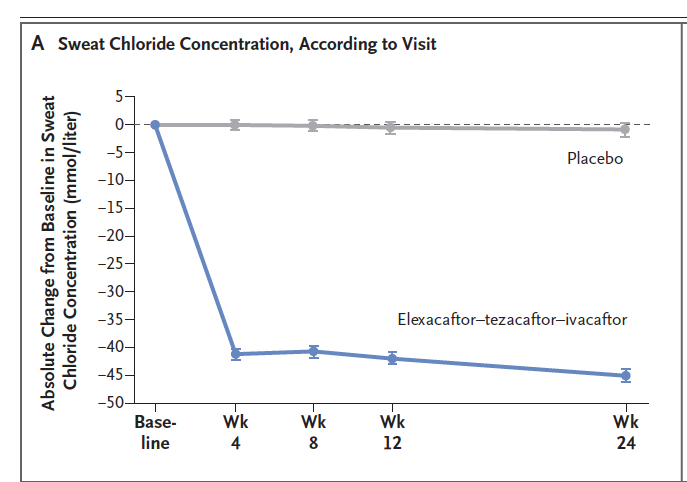 A Sweat Chloride Concentration, According to Visit
Absolute Change from Baseline in Sweat
Chloride Concentration (mmol/liter)
5
0
−5
−10
−15
−20
−25
−30
−35
−40
−45
−50
Placebo
Elexacaftor–tezacaftor–ivacaftor
Base-
line
Wk
4
Wk
8
Wk
12
Wk
24